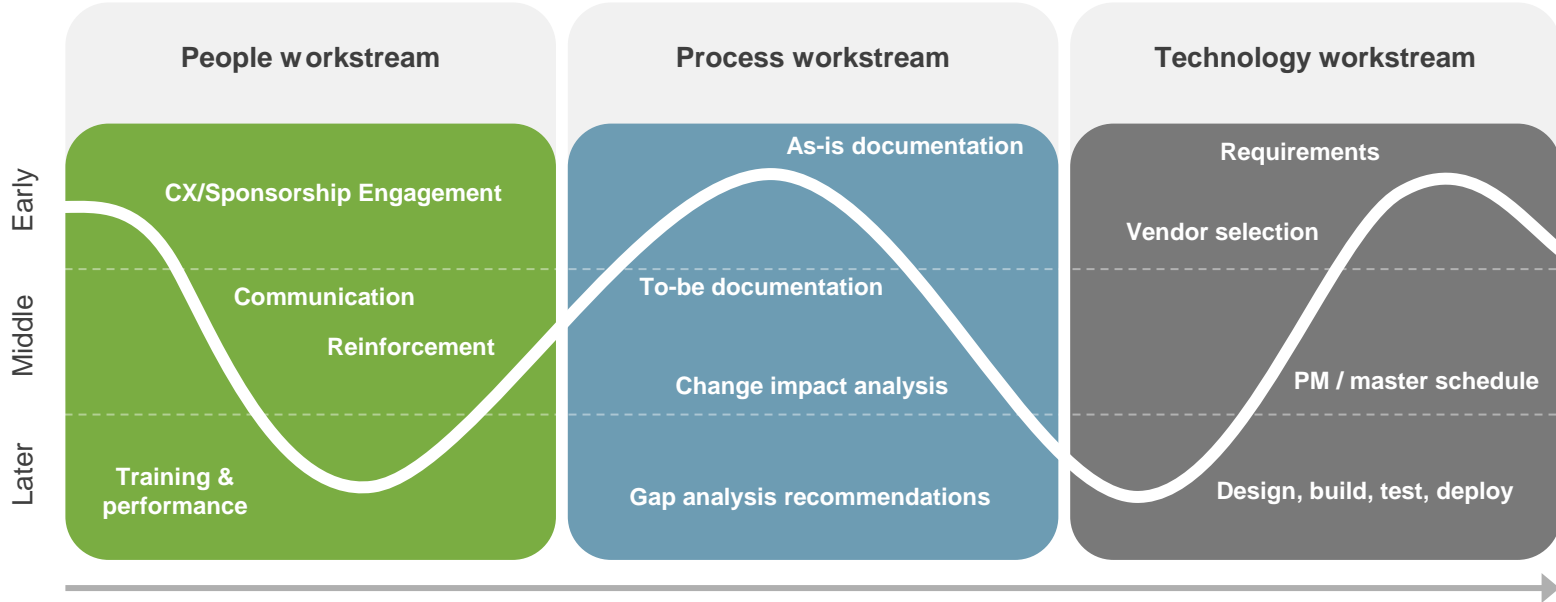 People workstream
Process workstream
Technology workstream
Early
Middle
Later
CX/Sponsorship Engagement
Communication
Reinforcement
Training &
performance
As-is documentation
To-be documentation
Change impact analysis
Gap analysis recommendations
Requirements
Vendor selection
PM / master schedule
Design, build, test, deploy